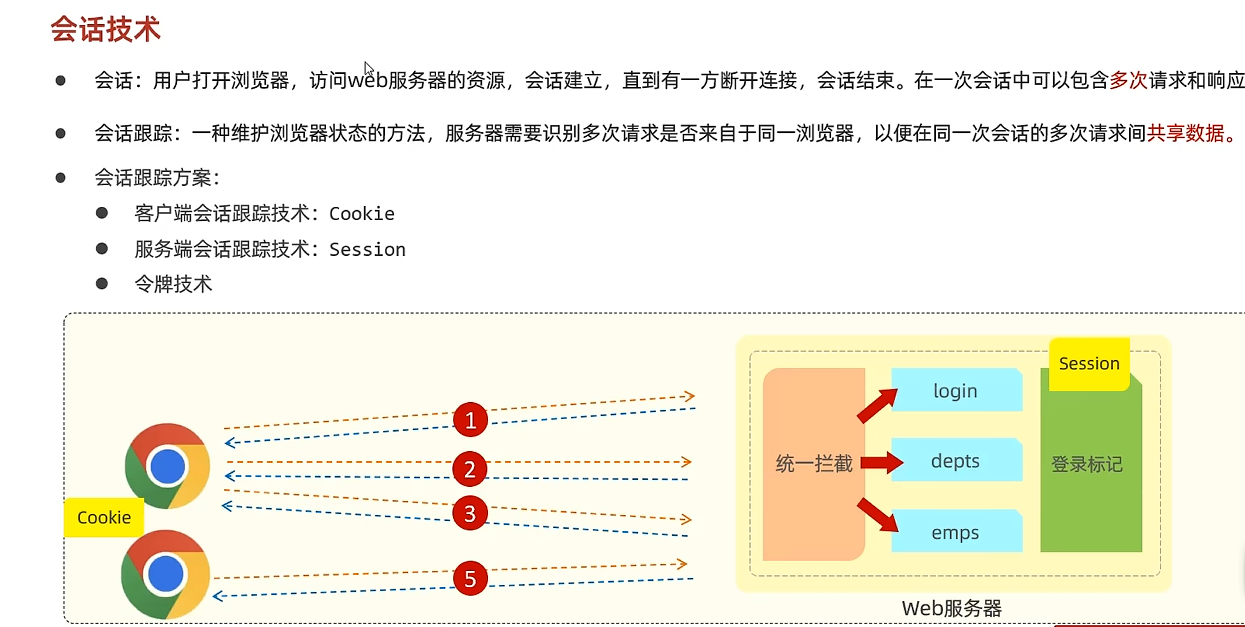 会话技术
会话：用户打开浏览器，访问web服务器的资源，会话建立，直到有一方断开连接，会话结束。在一次会话中可以包含多次请求和响应
会话跟踪：一种维护浏览器状态的方法，服务器需要识别多次请求是否来自于同一浏览器，以便在同一次会话的多次请求间共享数据。
会话跟踪方案：
客户端会话跟踪技术：Cookie
服务端会话跟踪技术：Session
令牌技术
Session
login
1
统一拦截
depts
登录标记
2
3
Cookie
emps
5
Web服务器